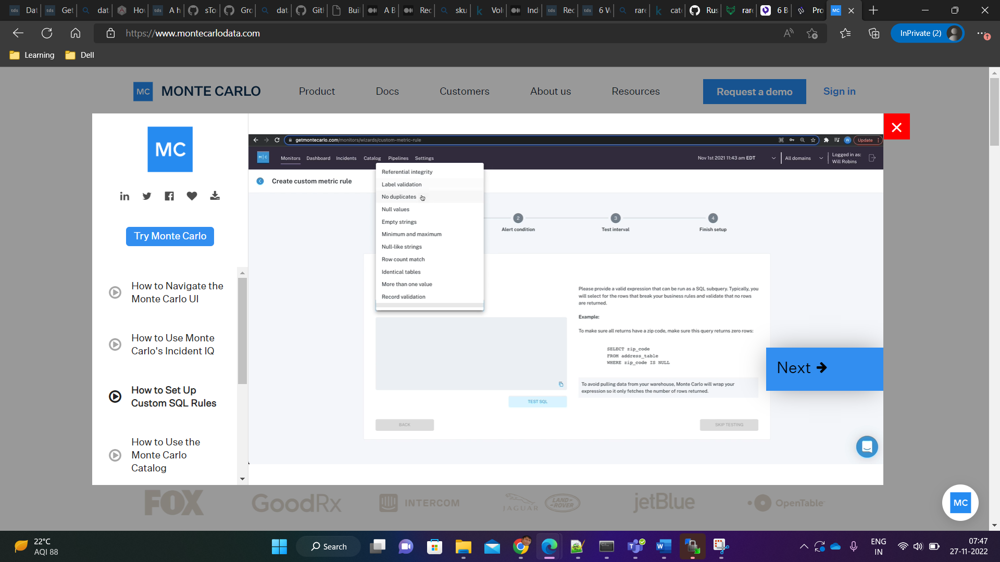 tds Dat
tds Get
dat
Hov
tds A h
sTo
Gro
dat
Gitl
Buil
A B
Rec
sku
k Vol
Ind
tds Rec
tds 6 W
rare
k cate
Rus
rare
6 B
Pro
MC
https://www.montecarlodata.com
InPrivate (2)
Learning
Dell
MC MONTE CARLO
Product
Docs
Customers
About us
Resources
Request a demo
Sign in
MC
Try Monte Carlo
How to Navigate the
Monte Carlo UI
How to Use Monte
Carlo's Incident IQ
How to Set Up
Custom SQL Rules
How to Use the
Monte Carlo
Catalog
getmontecarlo.com/monitors/wizards/custom-metric-rule
W
Update
M|C
Monitors
Dashboard
Incidents
Catalog
Pipelines
Settings
Nov 1st 2021 11:43 am EDT
All domains
Logged in as:
Will Robins
Create custom metric rule
Referential integrity
Label validation
No duplicates
Null values
Empty strings
Minimum and maximum
Null-like strings
Row count match
Identical tables
More than one value
Record validation
2
Alert condition
3
Test interval
4
Finish setup
Please provide a valid expression that can be run as a SQL subquery. Typically, you
will select for the rows that break your business rules and validate that no rows
are returned.
Example:
To make sure all returns have a zip code, make sure this query returns zero rows:
SELECT zip_code
FROM address_table
WHERE zip_code IS NULL
To avoid pulling data from your warehouse, Monte Carlo will wrap your
expression so it only fetches the number of rows returned.
TEST SQL
BACK
SKIP TESTING
Next
FOX
GoodRx
INTERCOM
JAGUAR
LAND-
ROVER
jetBlue
OpenTable
MC
22°C
AQI 88
Search
ENG
IN
07:47
27-11-2022